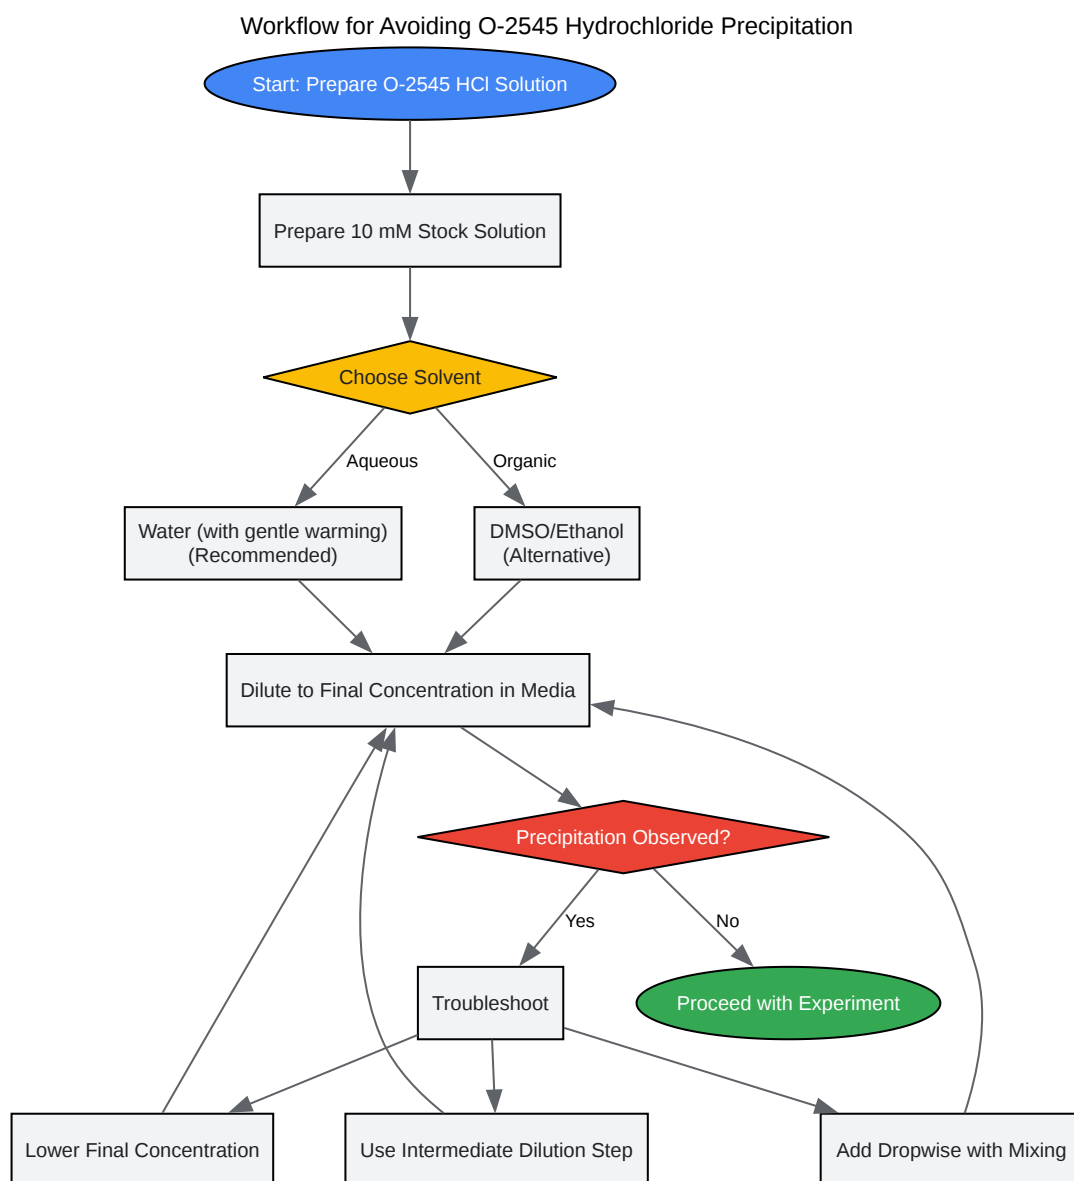 Workflow for Avoiding O-2545 Hydrochloride Precipitation
Start: Prepare O-2545 HCl Solution
Prepare 10 mM Stock Solution
Choose Solvent
Aqueous
Organic
Water (with gentle warming)
(Recommended)
DMSO/Ethanol
(Alternative)
Dilute to Final Concentration in Media
Precipitation Observed?
Yes
No
Troubleshoot
Proceed with Experiment
Lower Final Concentration
Use Intermediate Dilution Step
Add Dropwise with Mixing